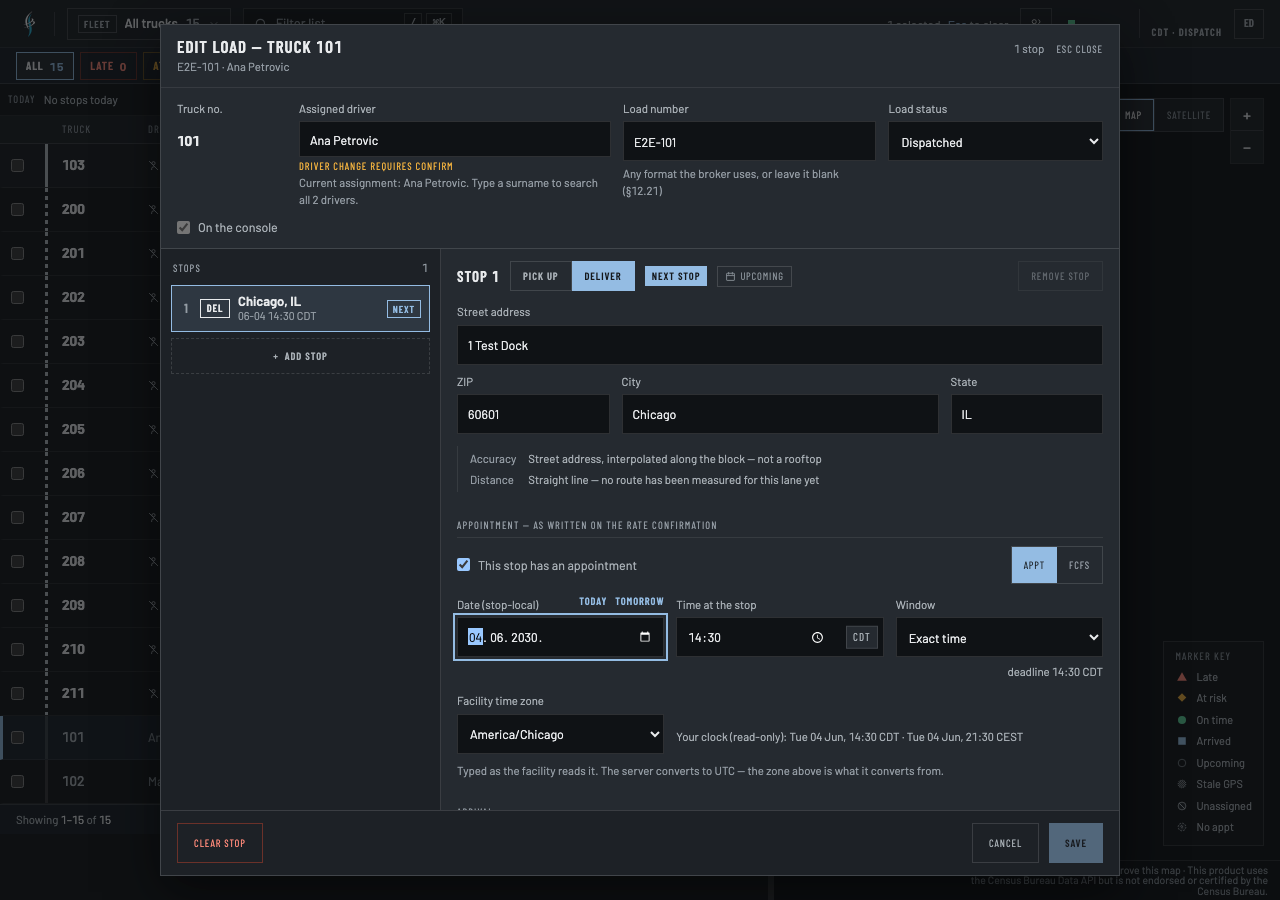 FLEET All trucks 15
Filter list / ⌘K
CDT · DISPATCH
ED
ALL 15
LATE 0
TODAY No stops today
TRUCK
103
200
201
202
203
204
205
206
207
208
209
210
211
101
102
Showing 1–15 of 15
EDIT LOAD — TRUCK 101
E2E-101 · Ana Petrovic
1 stop ESC CLOSE
Truck no.
101
Assigned driver
Ana Petrovic
DRIVER CHANGE REQUIRES CONFIRM
Current assignment: Ana Petrovic. Type a surname to search
all 2 drivers.
Load number
E2E-101
Any format the broker uses, or leave it blank
(§12.21)
Load status
Dispatched
On the console
STOPS 1
1 DEL Chicago, IL
06-04 14:30 CDT
NEXT
+ ADD STOP
STOP 1
PICK UP DELIVER
NEXT STOP
UPCOMING
REMOVE STOP
Street address
1 Test Dock
ZIP
60601
City
Chicago
State
IL
Accuracy Street address, interpolated along the block — not a rooftop
Distance Straight line — no route has been measured for this lane yet
APPOINTMENT — AS WRITTEN ON THE RATE CONFIRMATION
This stop has an appointment
APPT FCFS
Date (stop-local) TODAY TOMORROW
04. 06. 2030.
Time at the stop
14:30 CDT
Window
Exact time
deadline 14:30 CDT
Facility time zone
America/Chicago
Your clock (read-only): Tue 04 Jun, 14:30 CDT · Tue 04 Jun, 21:30 CEST
Typed as the facility reads it. The server converts to UTC — the zone above is what it converts from.
CLEAR STOP
CANCEL
SAVE
MAP SATELLITE
+
−
MARKER KEY
Late
At risk
On time
Arrived
Upcoming
Stale GPS
Unassigned
No appt
rove this map · This product uses
the Census Bureau Data API but is not endorsed or certified by the
Census Bureau.